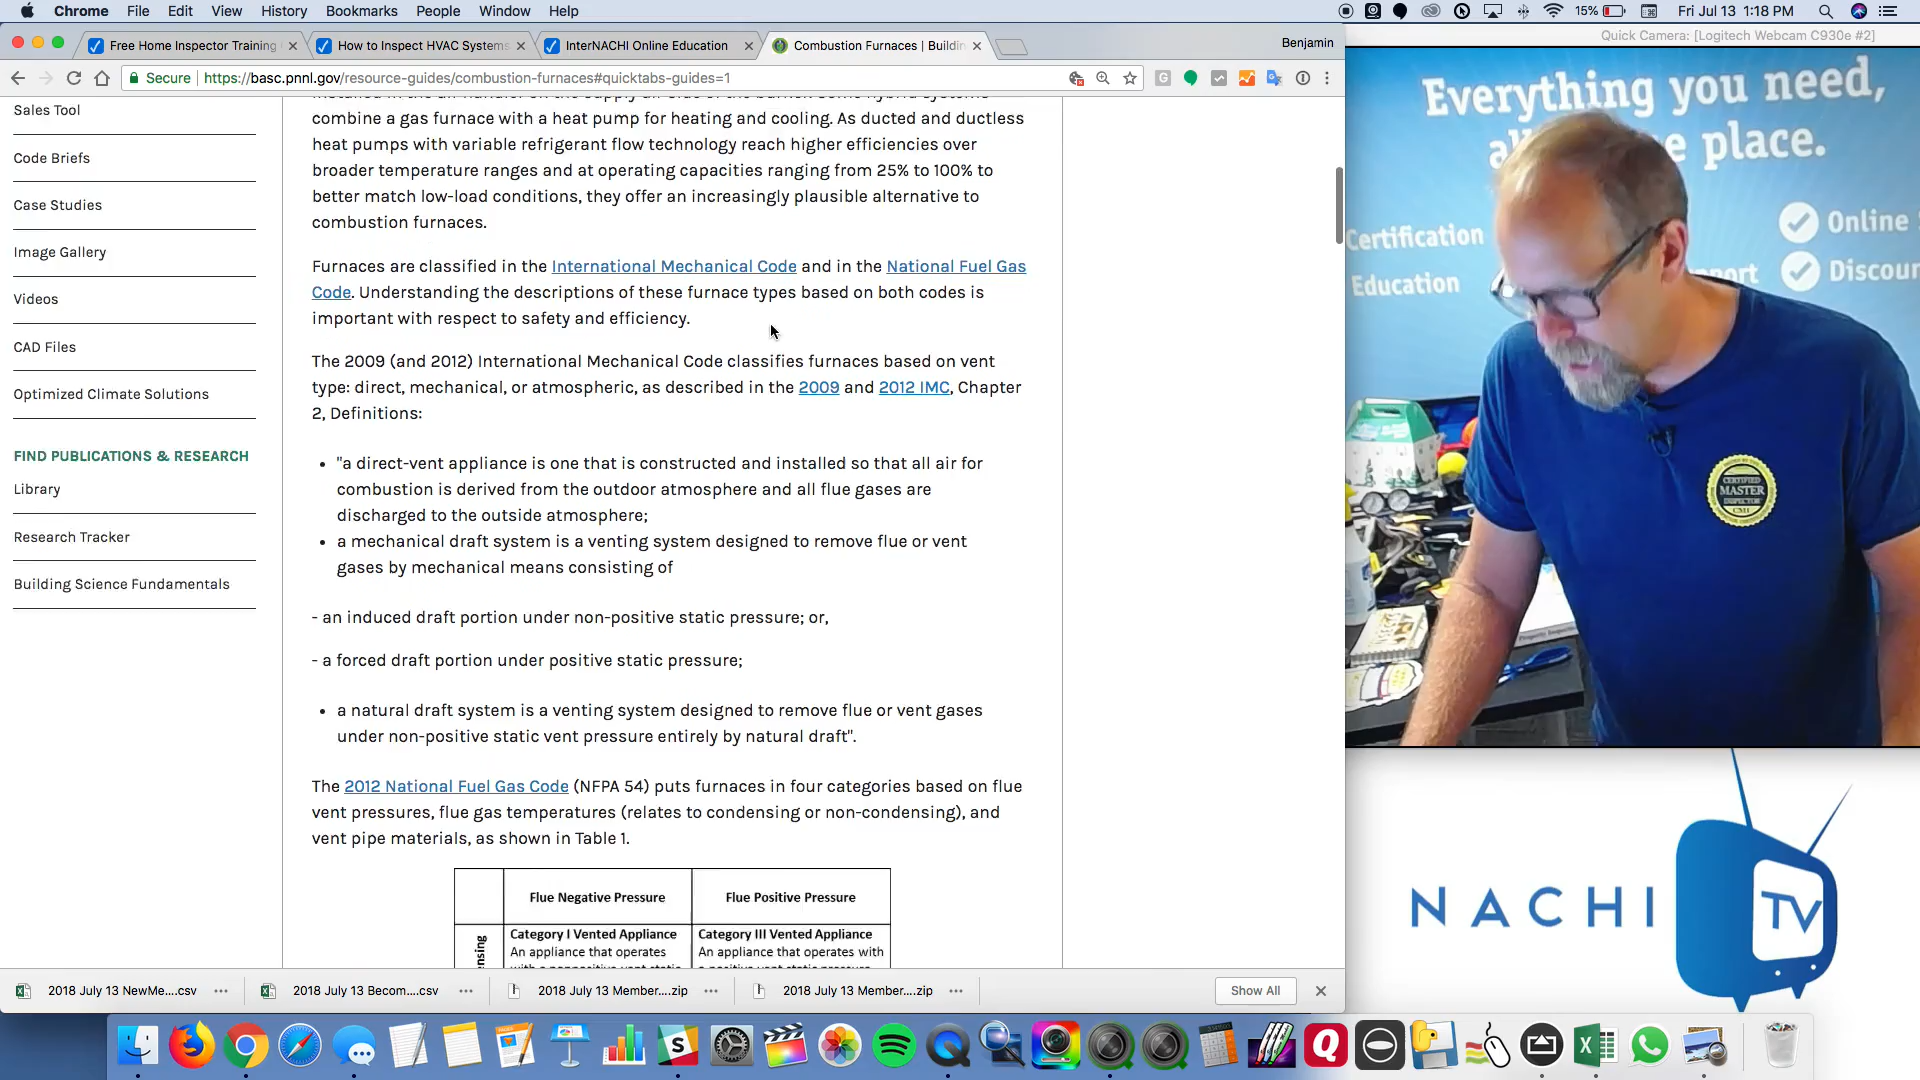 Chrome File Edit View History Bookmarks People Window Help
15% Fri Jul 13 1:18 PM
Quick Camera: [Logitech Webcam C930e #2]
Free Home Inspector Training
How to Inspect HVAC Systems
InterNACHI Online Education
Combustion Furnaces | Buildin
Benjamin
Secure https://basc.pnnl.gov/resource-guides/combustion-furnaces#quicktabs-guides=1
Sales Tool
Code Briefs
Case Studies
Image Gallery
Videos
CAD Files
Optimized Climate Solutions
FIND PUBLICATIONS & RESEARCH
Library
Research Tracker
Building Science Fundamentals
combine a gas furnace with a heat pump for heating and cooling. As ducted and ductless
heat pumps with variable refrigerant flow technology reach higher efficiencies over
broader temperature ranges and at operating capacities ranging from 25% to 100% to
better match low-load conditions, they offer an increasingly plausible alternative to
combustion furnaces.
Furnaces are classified in the International Mechanical Code and in the National Fuel Gas
Code. Understanding the descriptions of these furnace types based on both codes is
important with respect to safety and efficiency.
The 2009 (and 2012) International Mechanical Code classifies furnaces based on vent
type: direct, mechanical, or atmospheric, as described in the 2009 and 2012 IMC, Chapter
2, Definitions:
• "a direct-vent appliance is one that is constructed and installed so that all air for
combustion is derived from the outdoor atmosphere and all flue gases are
discharged to the outside atmosphere;
• a mechanical draft system is a venting system designed to remove flue or vent
gases by mechanical means consisting of
- an induced draft portion under non-positive static pressure; or,
- a forced draft portion under positive static pressure;
• a natural draft system is a venting system designed to remove flue or vent gases
under non-positive static vent pressure entirely by natural draft".
The 2012 National Fuel Gas Code (NFPA 54) puts furnaces in four categories based on flue
vent pressures, flue gas temperatures (relates to condensing or non-condensing), and
vent pipe materials, as shown in Table 1.
Flue Negative Pressure
Flue Positive Pressure
Category I Vented Appliance
An appliance that operates
Category III Vented Appliance
An appliance that operates with
Everything you need,
place.
Certification
Education
Online
Discoun
CERTIFIED
MASTER
INSPECTOR
CMI
NACHI TV
2018 July 13 NewMe....csv
2018 July 13 Becom....csv
2018 July 13 Member....zip
2018 July 13 Member....zip
Show All